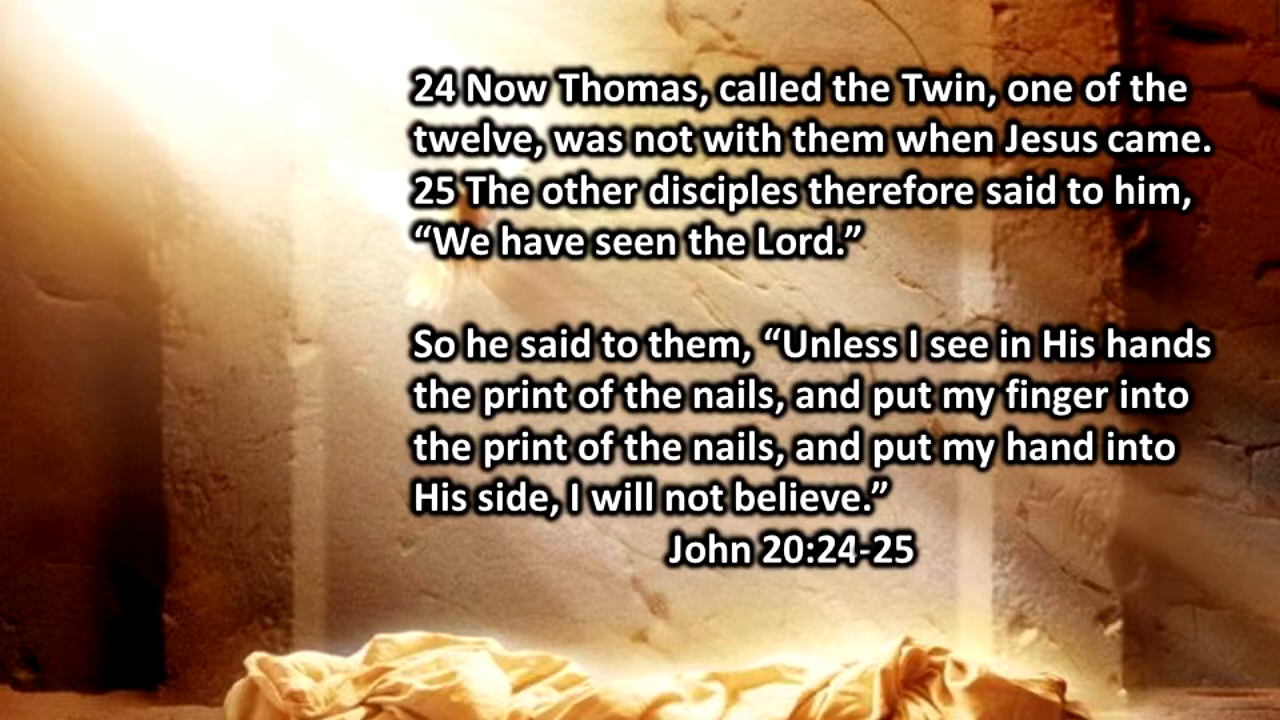 24 Now Thomas, called the Twin, one of the
twelve, was not with them when Jesus came.
25 The other disciples therefore said to him,
“We have seen the Lord.”
So he said to them, “Unless I see in His hands
the print of the nails, and put my finger into
the print of the nails, and put my hand into
His side, I will not believe.”
John 20:24-25